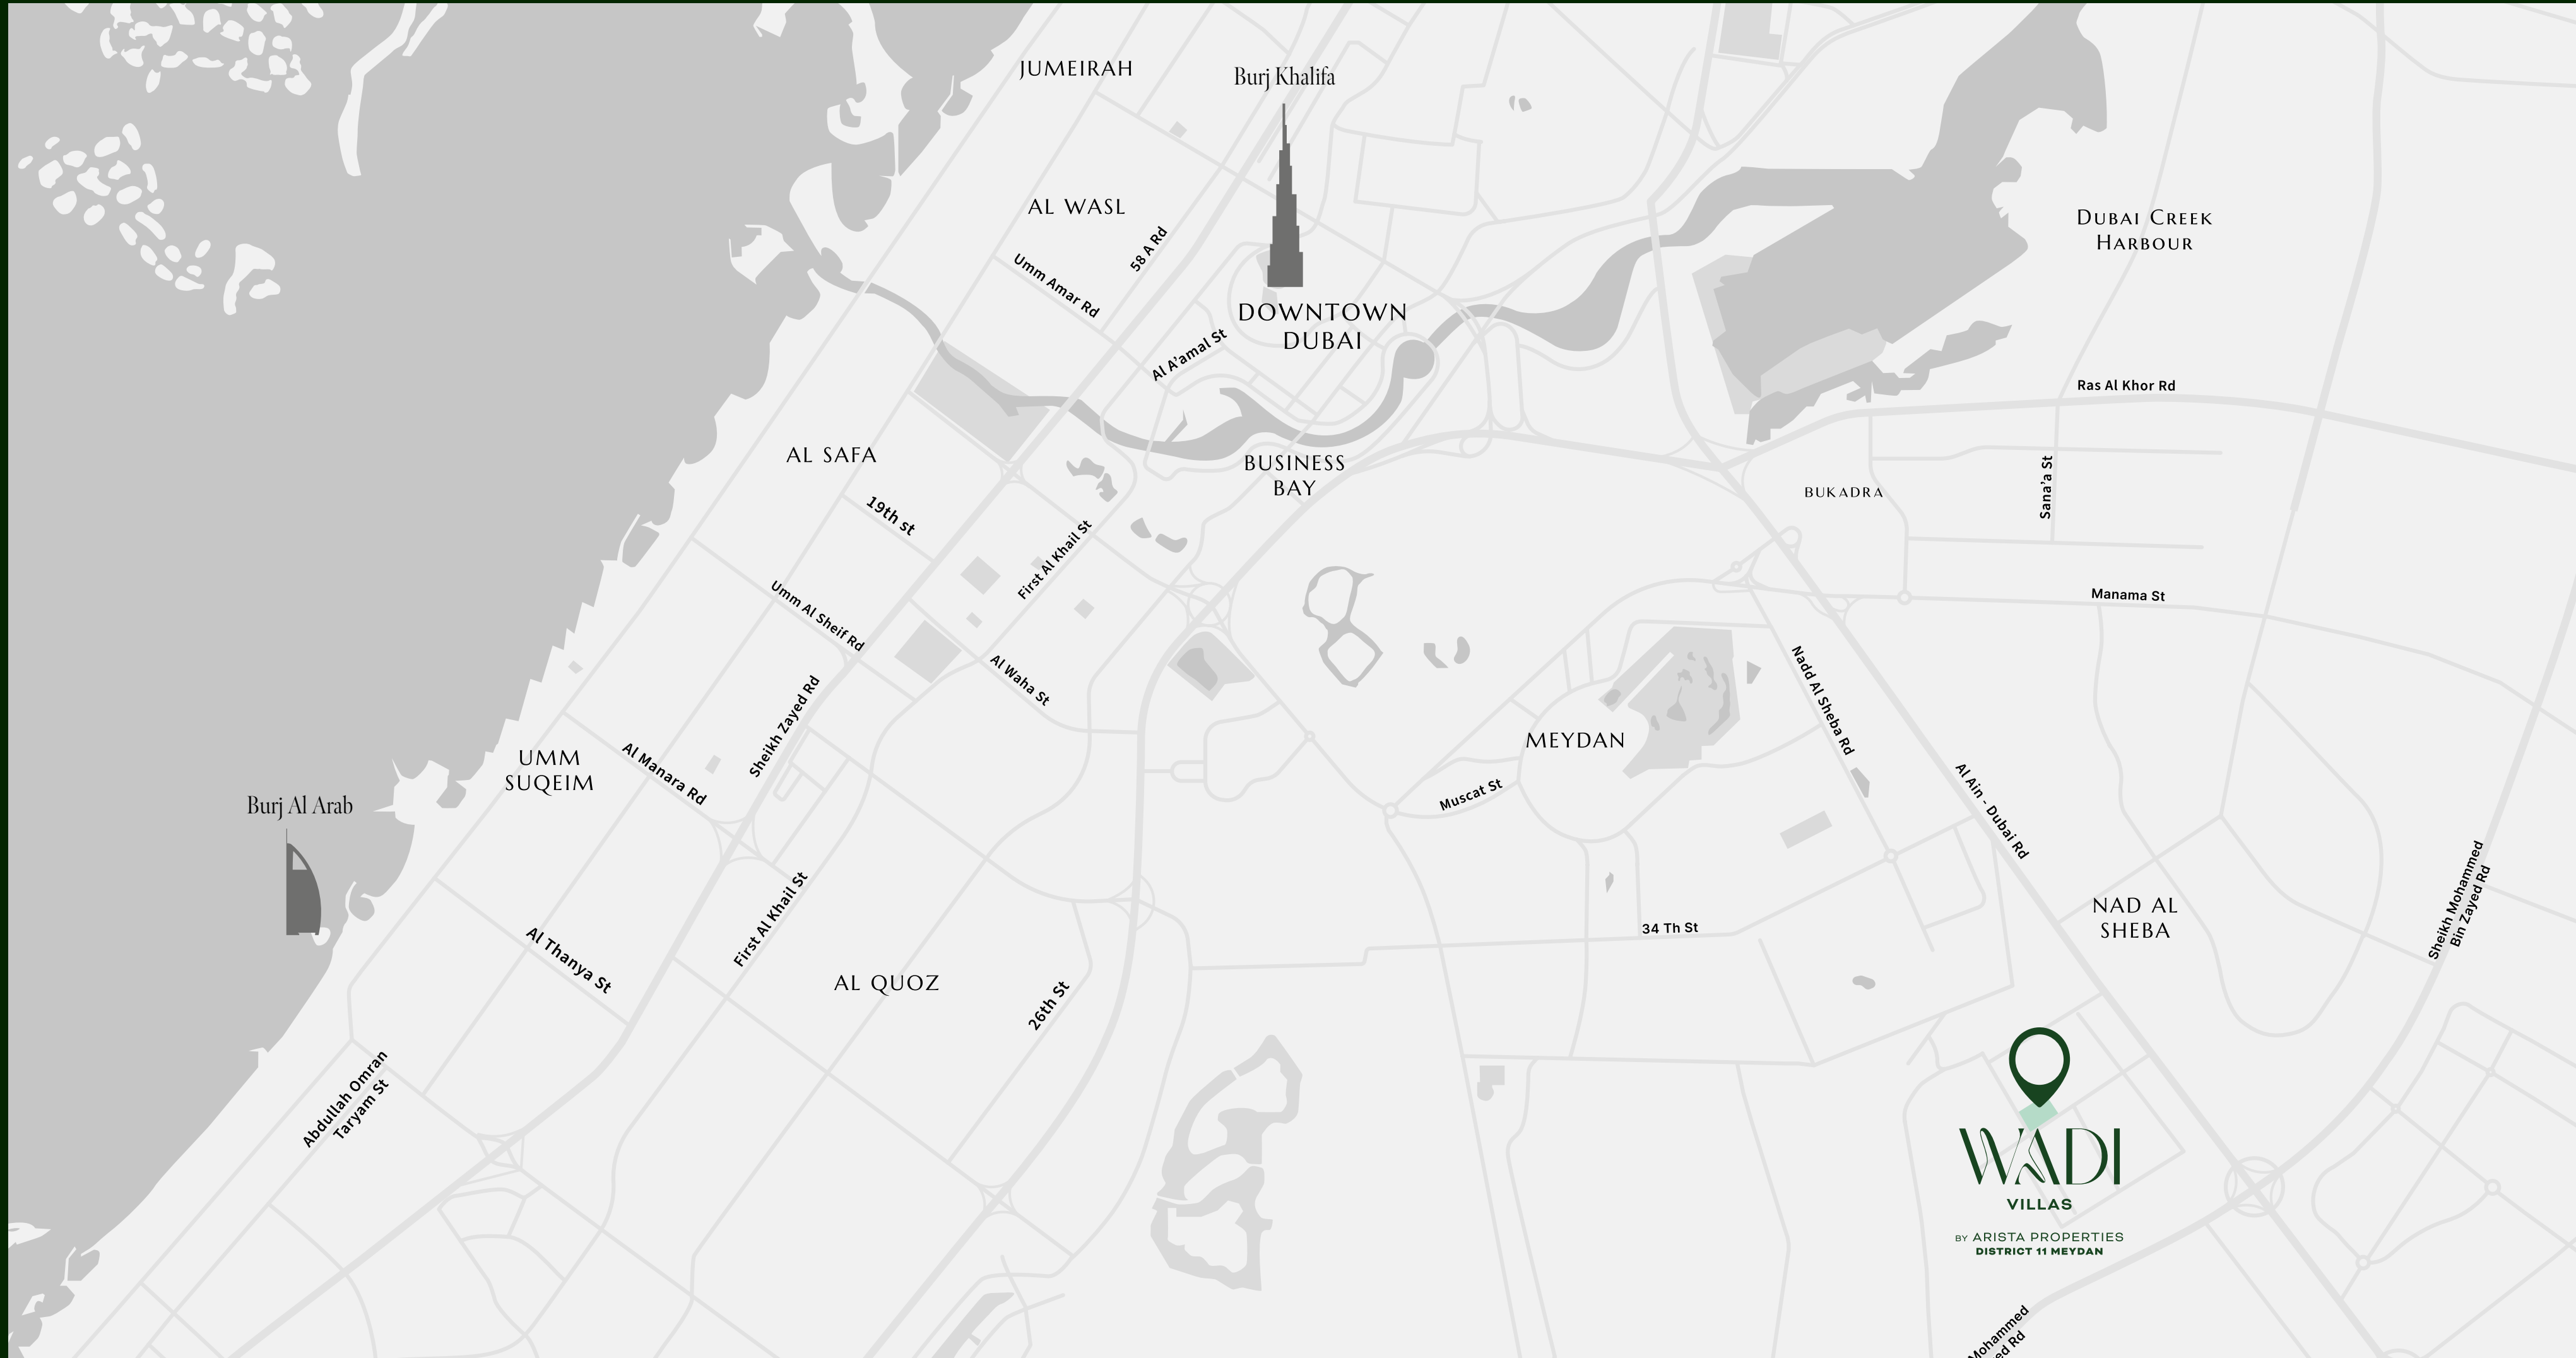 JUMEIRAH
Burj Khalifa
AL WASL
58 A Rd
Umm Amar Rd
DUBAI CREEK
HARBOUR
DOWNTOWN
DUBAI
Al A'amal St
Ras Al Khor Rd
AL SAFA
BUSINESS
BAY
BUKADRA
Sana'a St
19th st
First Al Khail St
Umm Al Sheif Rd
Manama St
Al Waha St
Nadd Al Sheba Rd
Sheikh Zayed Rd
MEYDAN
UMM
SUQEIM
Al Manara Rd
Muscat St
Al Ain - Dubai Rd
Burj Al Arab
First Al Khail St
Sheikh Mohammed
Bin Zayed Rd
NAD AL
SHEBA
34 Th St
Al Thanya St
AL QUOZ
26th St
Abdullah Omran
Taryam St
WADI
VILLAS
BY ARISTA PROPERTIES
DISTRICT 11 MEYDAN
Mohammed
ed Rd